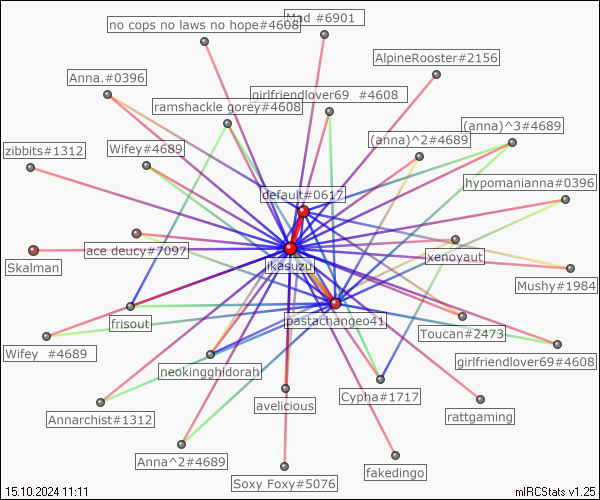 no cops no laws no hope#4608
Mad #6901
AlpineRooster#2156
Anna.#0396
girlfriendlover69 #4608
ramshackle gorey#4608
(anna)^3#4689
(anna)^2#4689
zibbits#1312
Wifey#4689
hypomanianna#0396
default#0617
ace deucy#7097
xenoyaut
Skalman
jkasuzu
Mushy#1984
frisout
pastachangeo41
Toucan#2473
Wifey #4689
girlfriendlover69#4608
neokingghidorah
Cypha#1717
avelicious
rattgaming
Annarchist#1312
Anna^2#4689
fakedingo
Soxy Foxy#5076
15.10.2024 11:11
mIRCStats v1.25